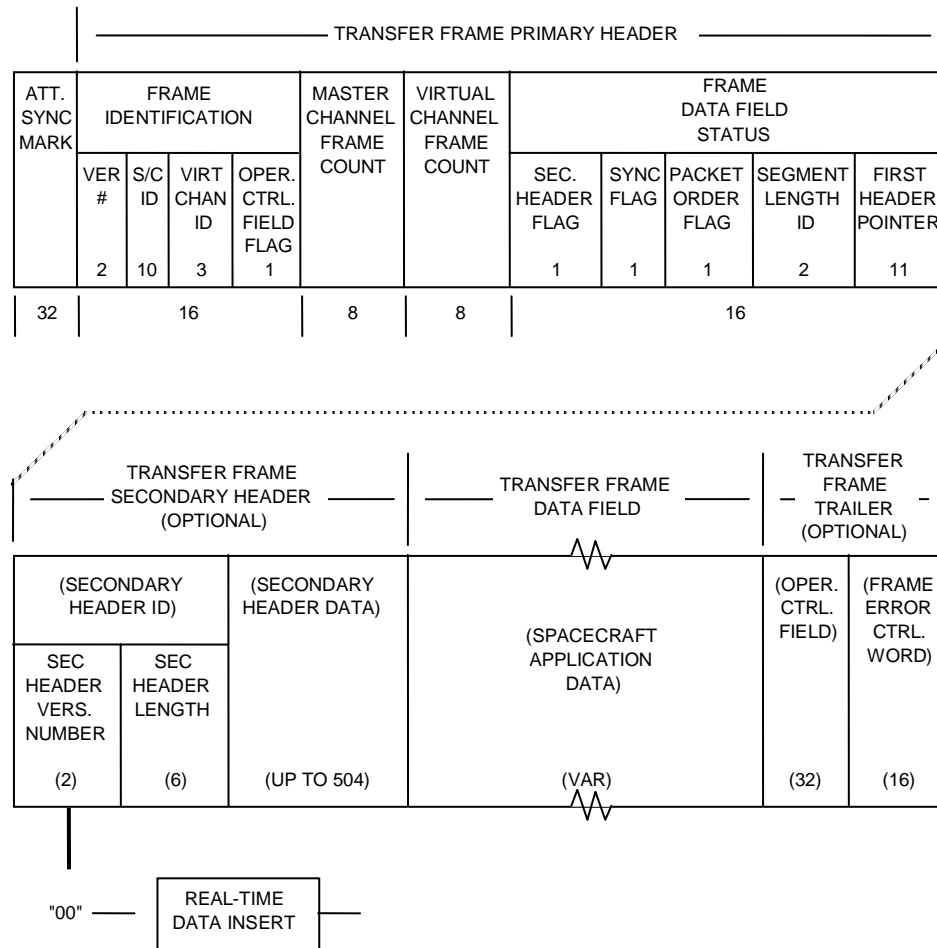 TRANSFER FRAME PRIMARY HEADER
ATT.
SYNC
MARK
FRAME
IDENTIFICATION
MASTER
CHANNEL
FRAME
COUNT
VIRTUAL
CHANNEL
FRAME
COUNT
FRAME
DATA FIELD
STATUS
VER
#
2
S/C
ID
10
VIRT
CHAN
ID
3
OPER.
CTRL.
FIELD
FLAG
1
SEC.
HEADER
FLAG
1
SYNC
FLAG
1
PACKET
ORDER
FLAG
1
SEGMENT
LENGTH
ID
2
FIRST
HEADER
POINTER
11
32
16
8
8
16
TRANSFER FRAME
SECONDARY HEADER
(OPTIONAL)
TRANSFER FRAME
DATA FIELD
TRANSFER
FRAME
TRAILER
(OPTIONAL)
(SECONDARY
HEADER ID)
SEC
HEADER
VERS.
NUMBER
(2)
SEC
HEADER
LENGTH
(6)
(SECONDARY
HEADER DATA)
(UP TO 504)
(SPACECRAFT
APPLICATION
DATA)
(VAR)
(OPER.
CTRL.
FIELD)
(32)
(FRAME
ERROR
CTRL.
WORD)
(16)
"00"
REAL-TIME
DATA INSERT